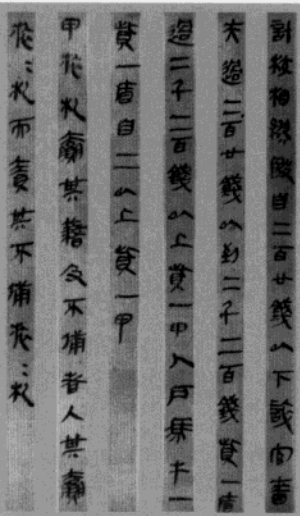 計校相繆殹自二百廿錢以下誶官嗇
夫過二百廿錢以到二千二百錢貲一盾
過二千二百錢以上貲一甲人戶馬牛一
貲一盾自二以上貲一甲
甲旅札贏其籍及不備者入其贏
旅=札而責其不備旅=札